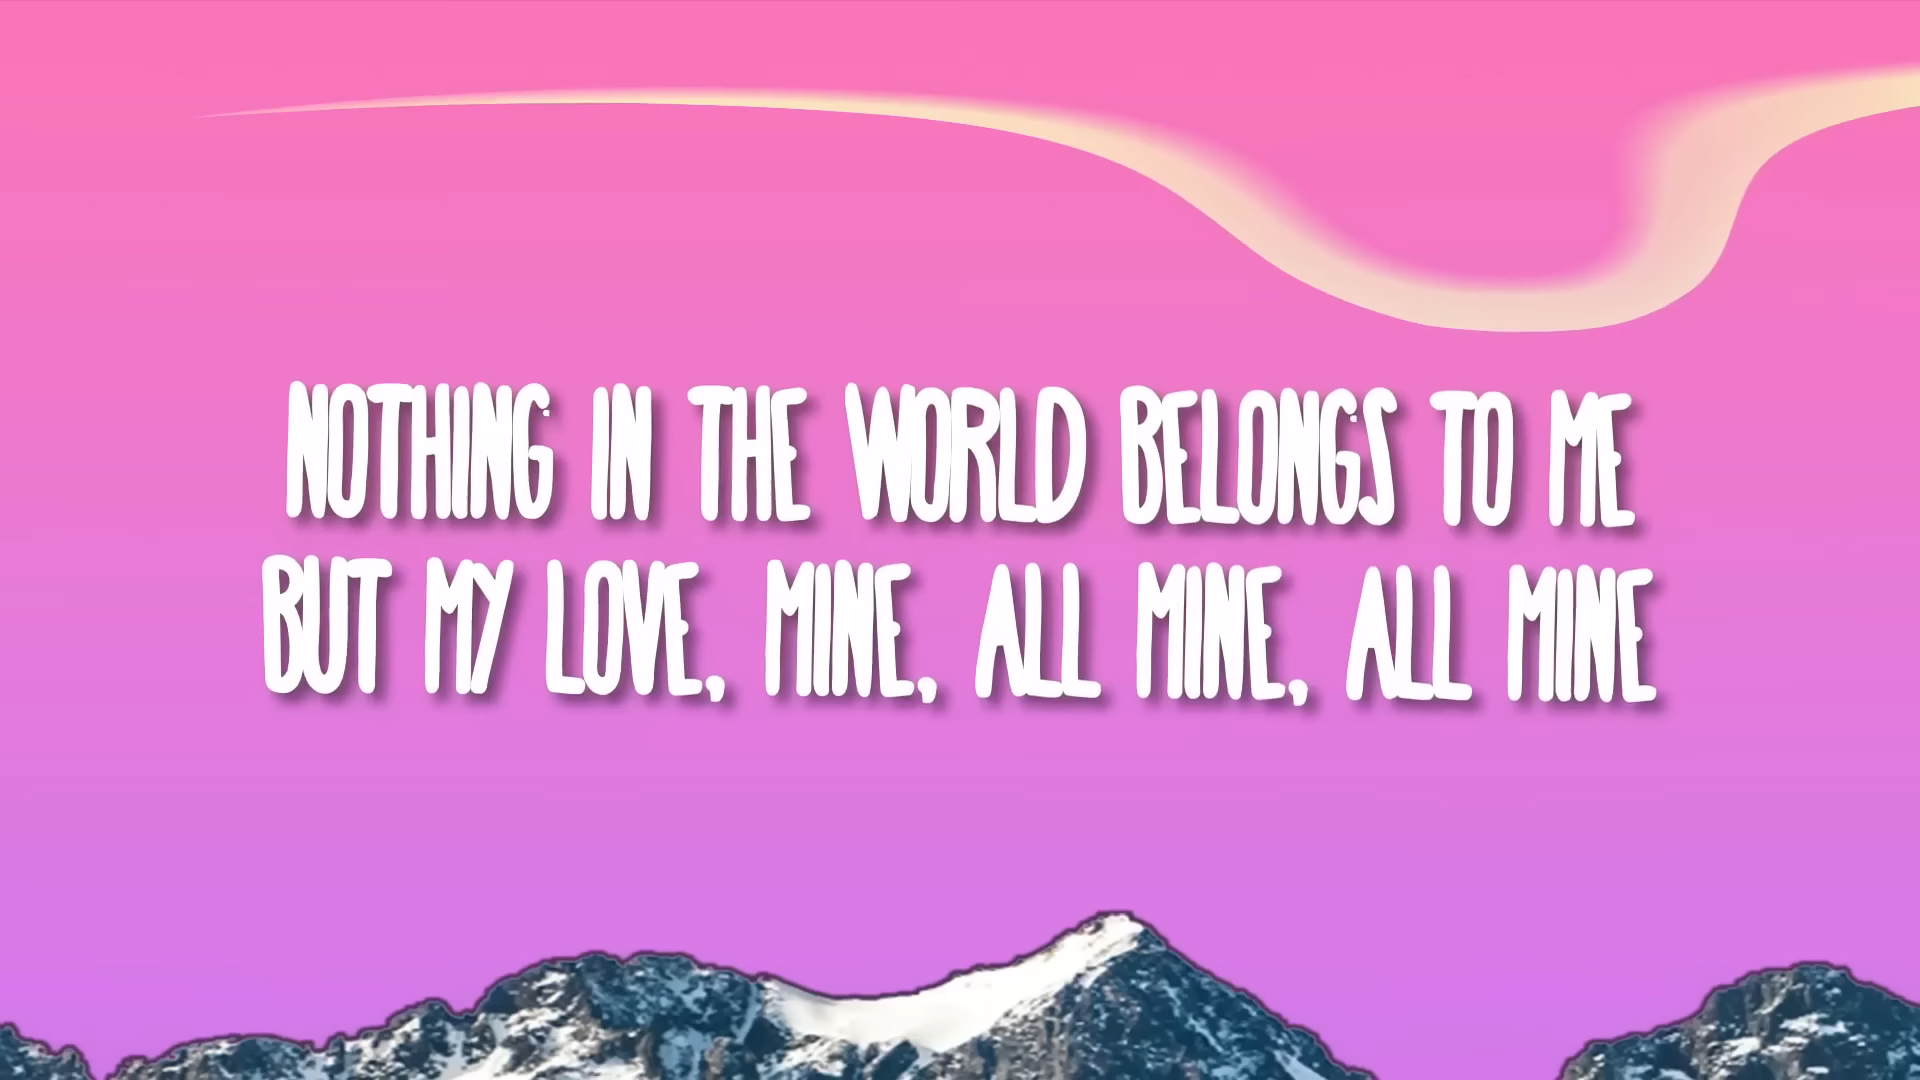 NOTHING IN THE WORLD BELONGS TO ME
BUT MY LOVE, MINE, ALL MINE, ALL MINE